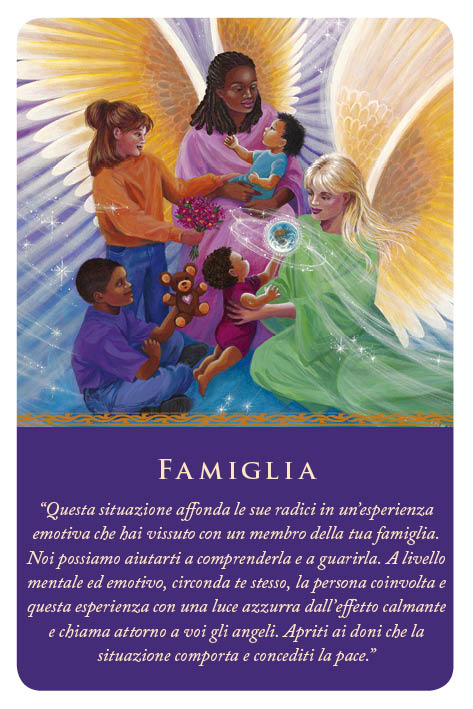 Famiglia
“Questa situazione affonda le sue radici in un’esperienza
emotiva che hai vissuto con un membro della tua famiglia.
Noi possiamo aiutarti a comprenderla e a guarirla. A livello
mentale ed emotivo, circonda te stesso, la persona coinvolta e
questa esperienza con una luce azzurra dall’effetto calmante
e chiama attorno a voi gli angeli. Apriti ai doni che la
situazione comporta e concediti la pace.”